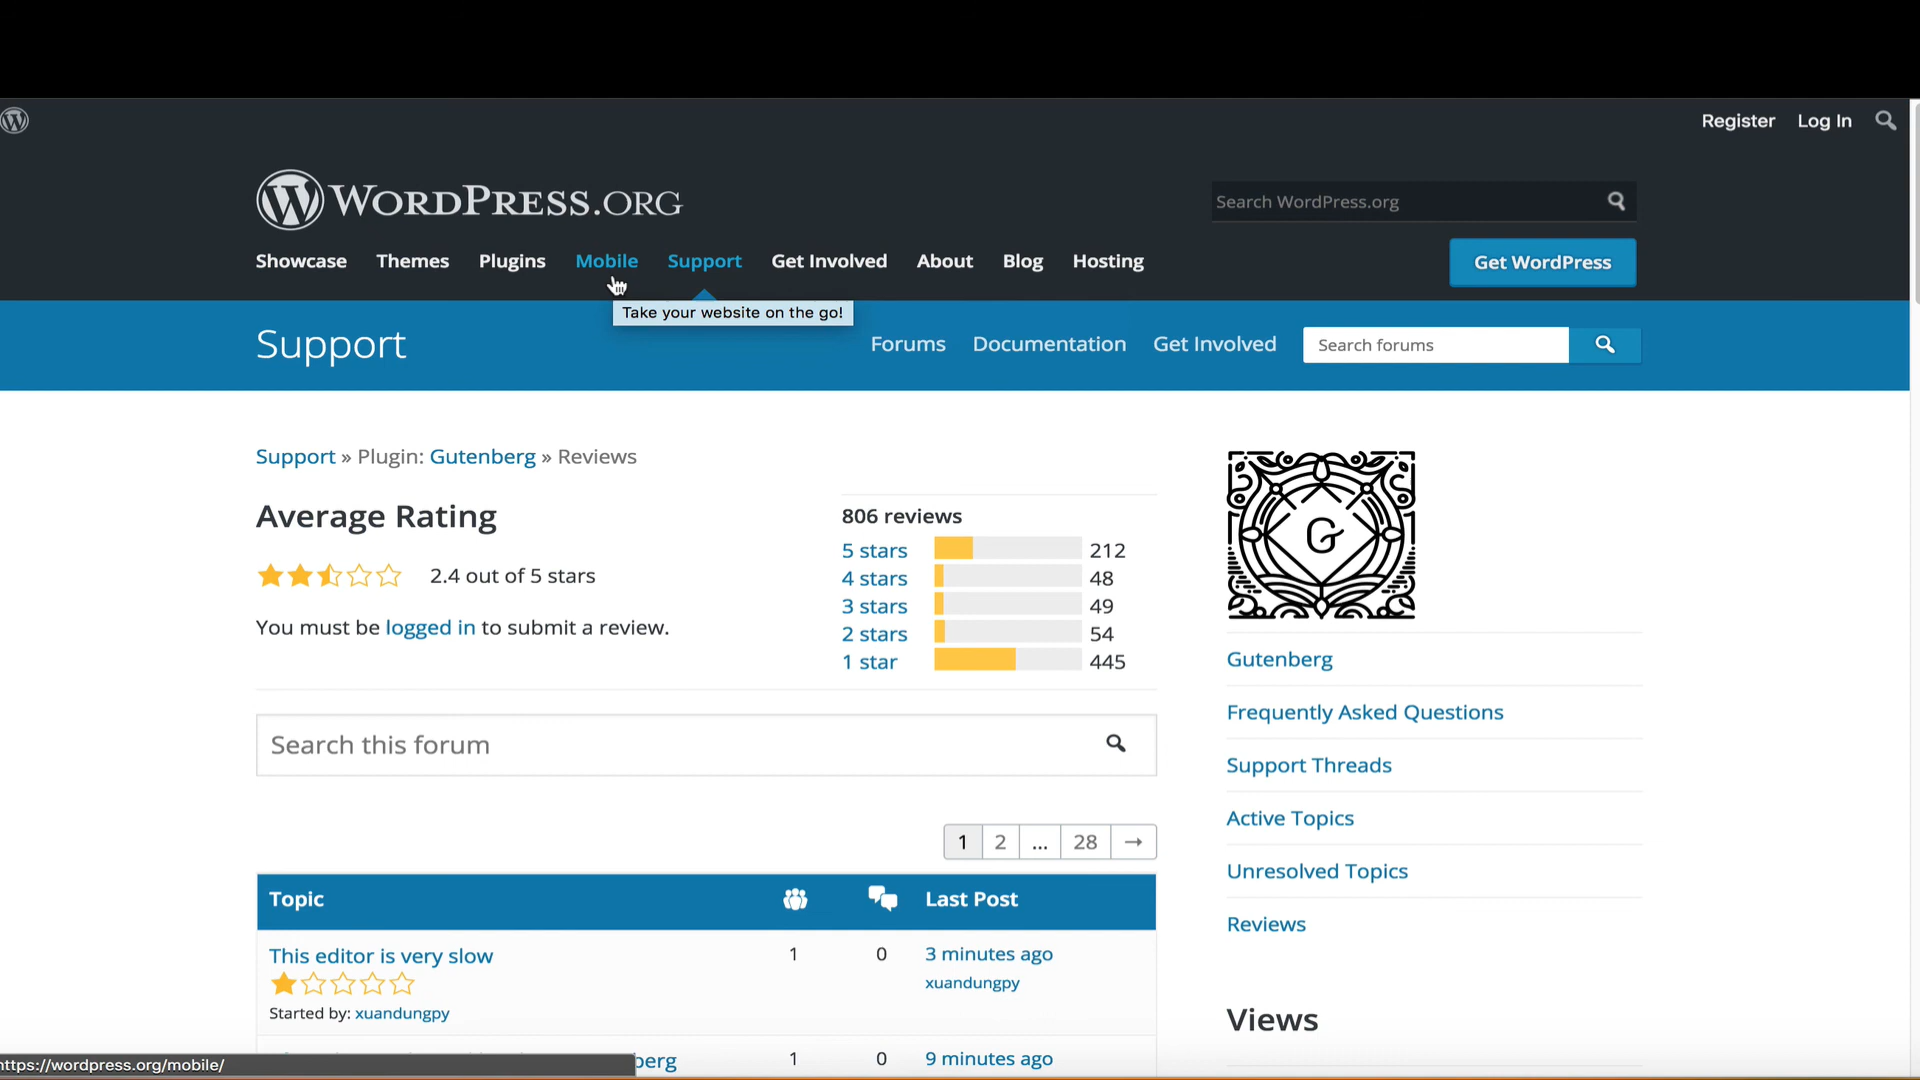 Register Log In
WORDPRESS.ORG
Search WordPress.org
Showcase Themes Plugins Mobile Support Get Involved About Blog Hosting
Get WordPress
Take your website on the go!
Support
Forums Documentation Get Involved
Search forums
Support » Plugin: Gutenberg » Reviews
Average Rating
2.4 out of 5 stars
You must be logged in to submit a review.
806 reviews
5 stars 212
4 stars 48
3 stars 49
2 stars 54
1 star 445
G
Gutenberg
Frequently Asked Questions
Support Threads
Active Topics
Unresolved Topics
Reviews
Views
Search this forum
1 2 ... 28 →
Topic Last Post
This editor is very slow 1 0 3 minutes ago
xuandungpy
Started by: xuandungpy
berg 1 0 9 minutes ago
https://wordpress.org/mobile/